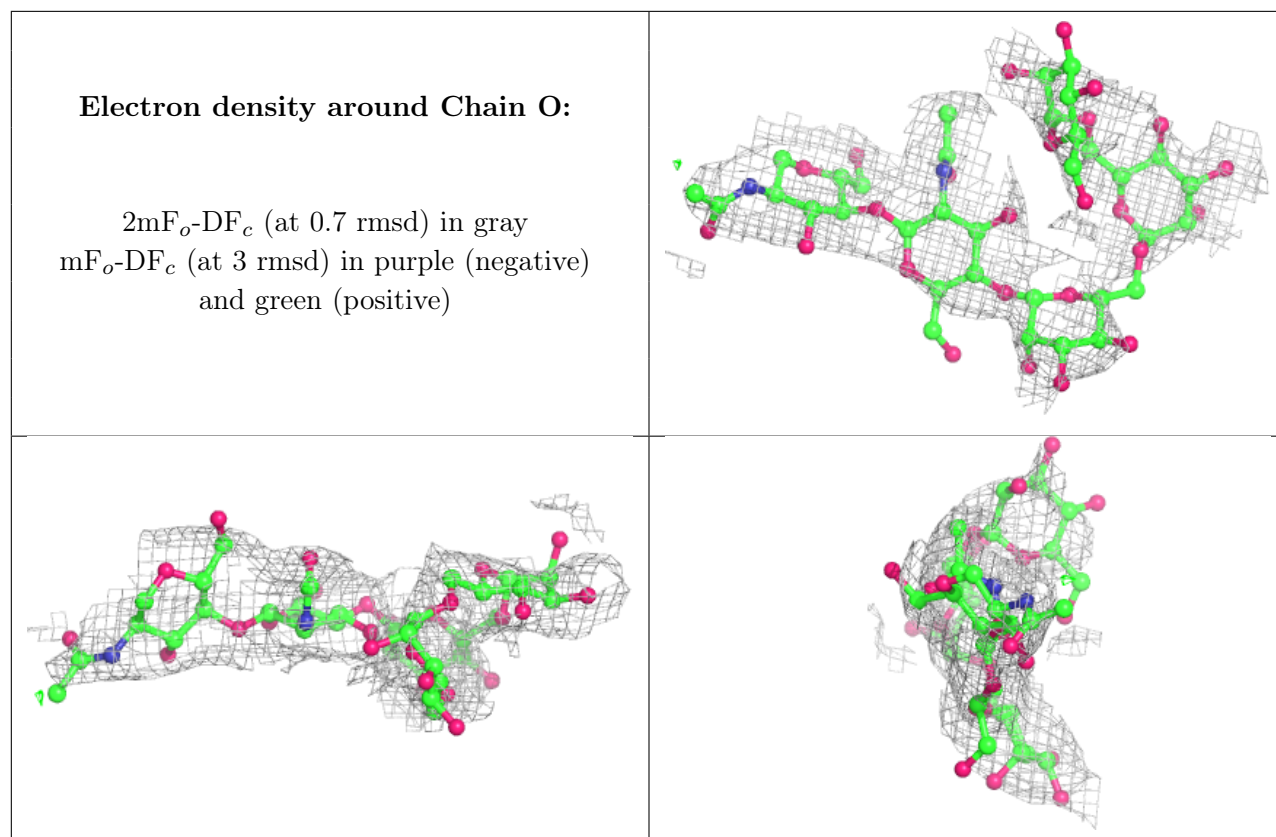 Electron density around Chain O:
2mFo-DFc (at 0.7 rmsd) in gray
mFo-DFc (at 3 rmsd) in purple (negative)
and green (positive)